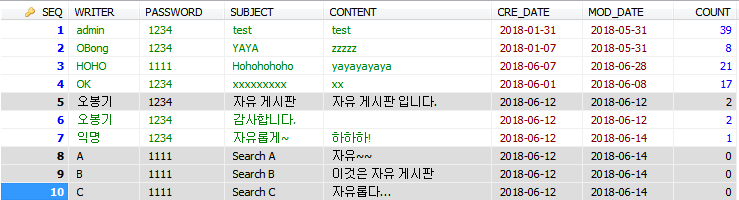 SEQ WRITER PASSWORD SUBJECT CONTENT CRE_DATE MOD_DATE COUNT
1 admin 1234 test test 2018-01-31 2018-05-31 39
2 OBong 1234 YAYA zzzzz 2018-01-07 2018-05-31 8
3 HOHO 1111 Hohohohoho yayayayaya 2018-06-07 2018-06-28 21
4 OK 1234 xxxxxxxxx xx 2018-06-01 2018-06-08 17
5 오봉기 1234 자유 게시판 자유 게시판 입니다. 2018-06-12 2018-06-12 2
6 오봉기 1234 감사합니다. 2018-06-12 2018-06-12 2
7 익명 1234 자유롭게~ 하하하! 2018-06-12 2018-06-14 1
8 A 1111 Search A 자유~~ 2018-06-12 2018-06-14 0
9 B 1111 Search B 이것은 자유 게시판 2018-06-12 2018-06-14 0
10 C 1111 Search C 자유롭다... 2018-06-12 2018-06-14 0